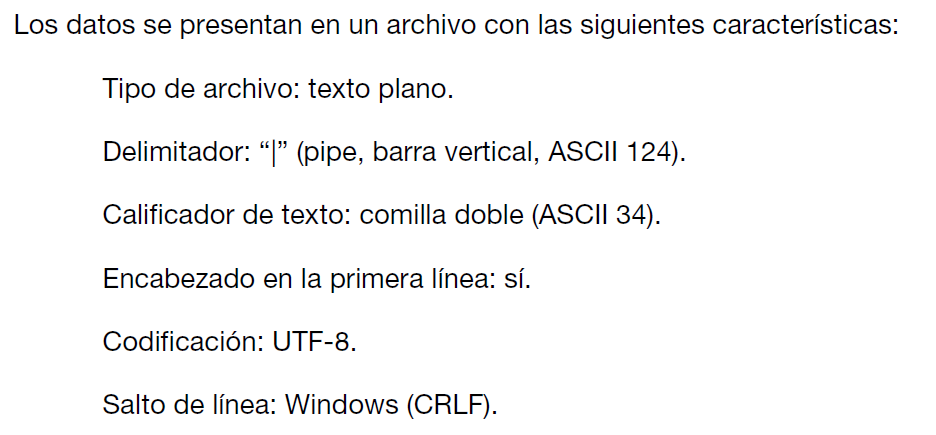 Los datos se presentan en un archivo con las siguientes características:
Tipo de archivo: texto plano.
Delimitador: “|” (pipe, barra vertical, ASCII 124).
Calificador de texto: comilla doble (ASCII 34).
Encabezado en la primera línea: sí.
Codificación: UTF-8.
Salto de línea: Windows (CRLF).